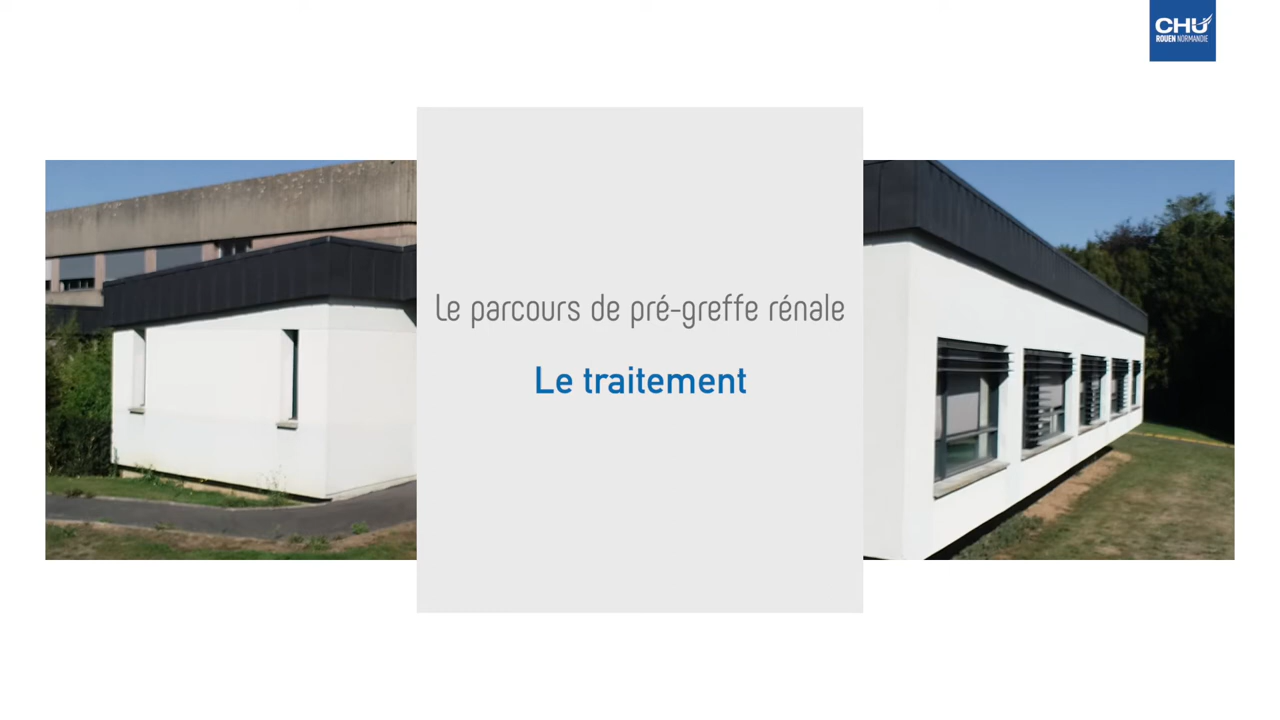 CHU
ROUEN NORMANDIE
Le parcours de pré-greffe rénale
Le traitement